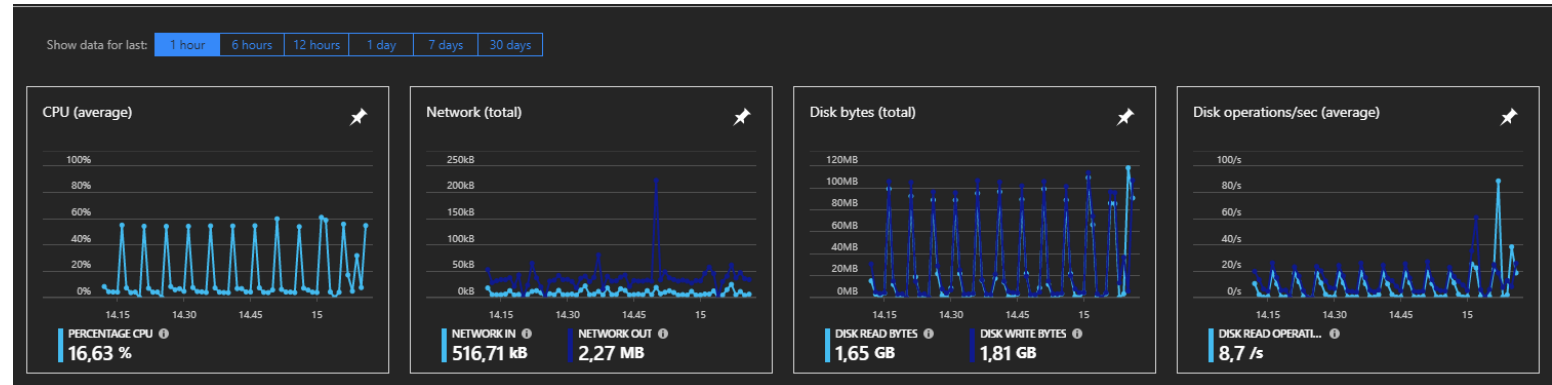 Show data for last: 1 hour 6 hours 12 hours 1 day 7 days 30 days
CPU (average)
100%
80%
60%
40%
20%
0%
14.15 14.30 14.45 15
PERCENTAGE CPU
16,63 %
Network (total)
250kB
200kB
150kB
100kB
50kB
0kB
14.15 14.30 14.45 15
NETWORK IN NETWORK OUT
516,71 kB 2,27 MB
Disk bytes (total)
120MB
100MB
80MB
60MB
40MB
20MB
0MB
14.15 14.30 14.45 15
DISK READ BYTES DISK WRITE BYTES
1,65 GB 1,81 GB
Disk operations/sec (average)
100/s
80/s
60/s
40/s
20/s
0/s
14.15 14.30 14.45 15
DISK READ OPERATI...
8,7 /s